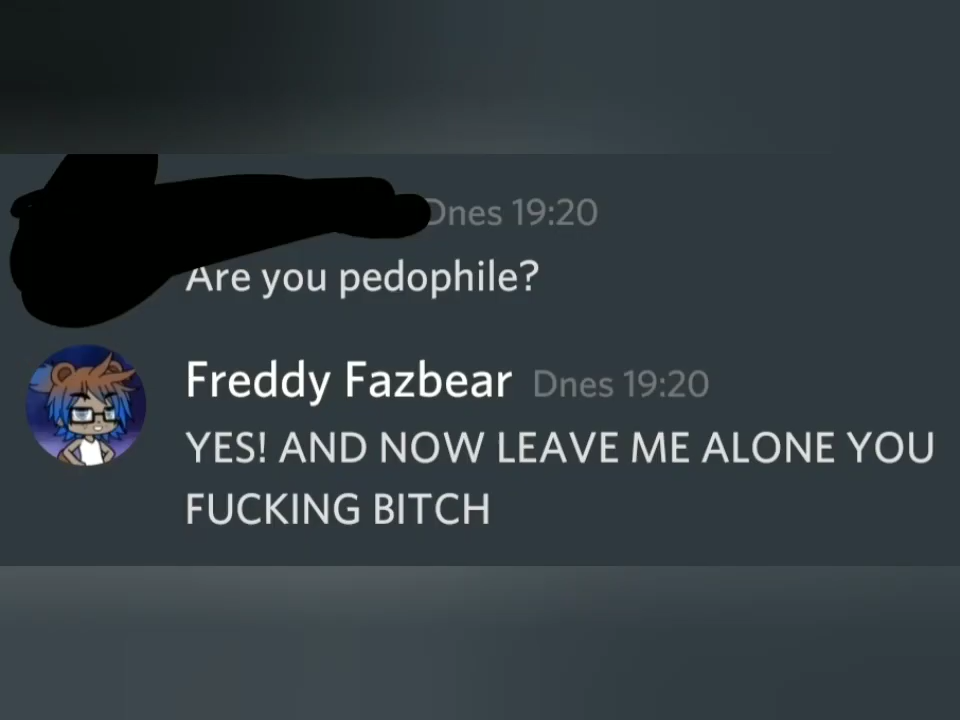 Dnes 19:20
Are you pedophile?
Freddy Fazbear Dnes 19:20
YES! AND NOW LEAVE ME ALONE YOU
FUCKING BITCH